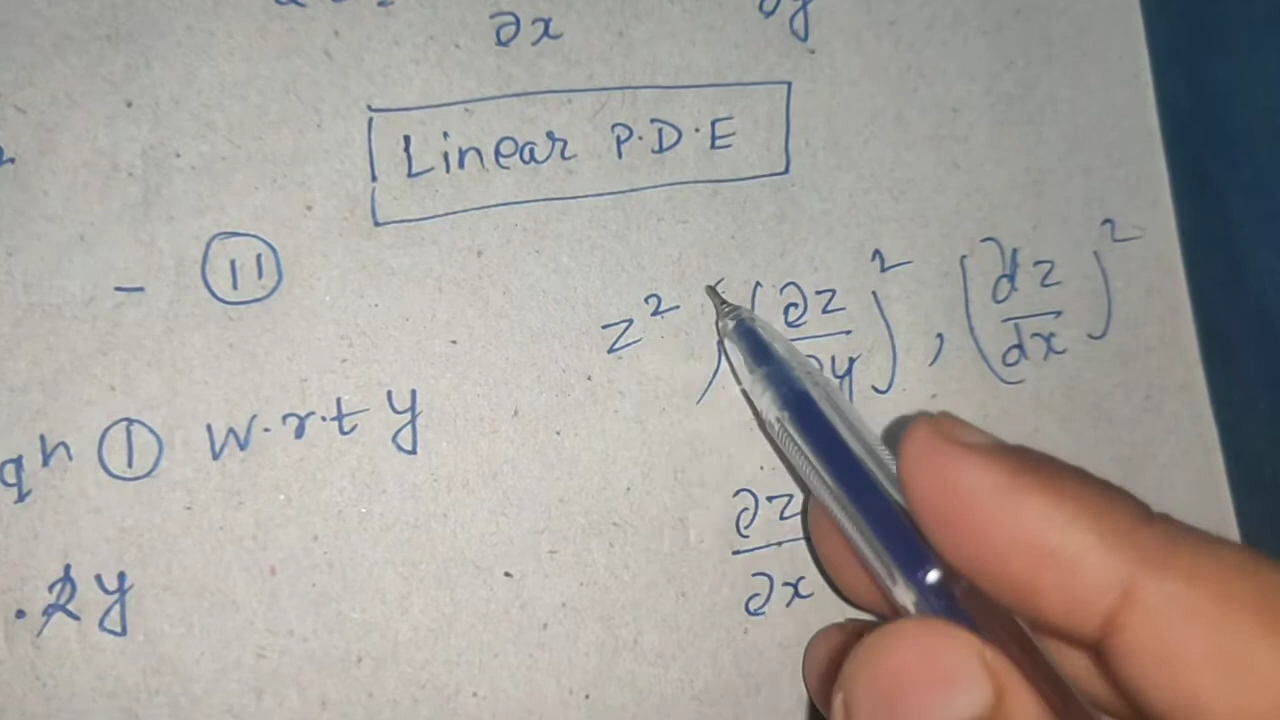 ∂x ∂y
Linear P.D.E
- 11
z² , (∂z/∂y)² , (dz/dx)²
qn 1 w.r.t y
∂z/∂x
.2y